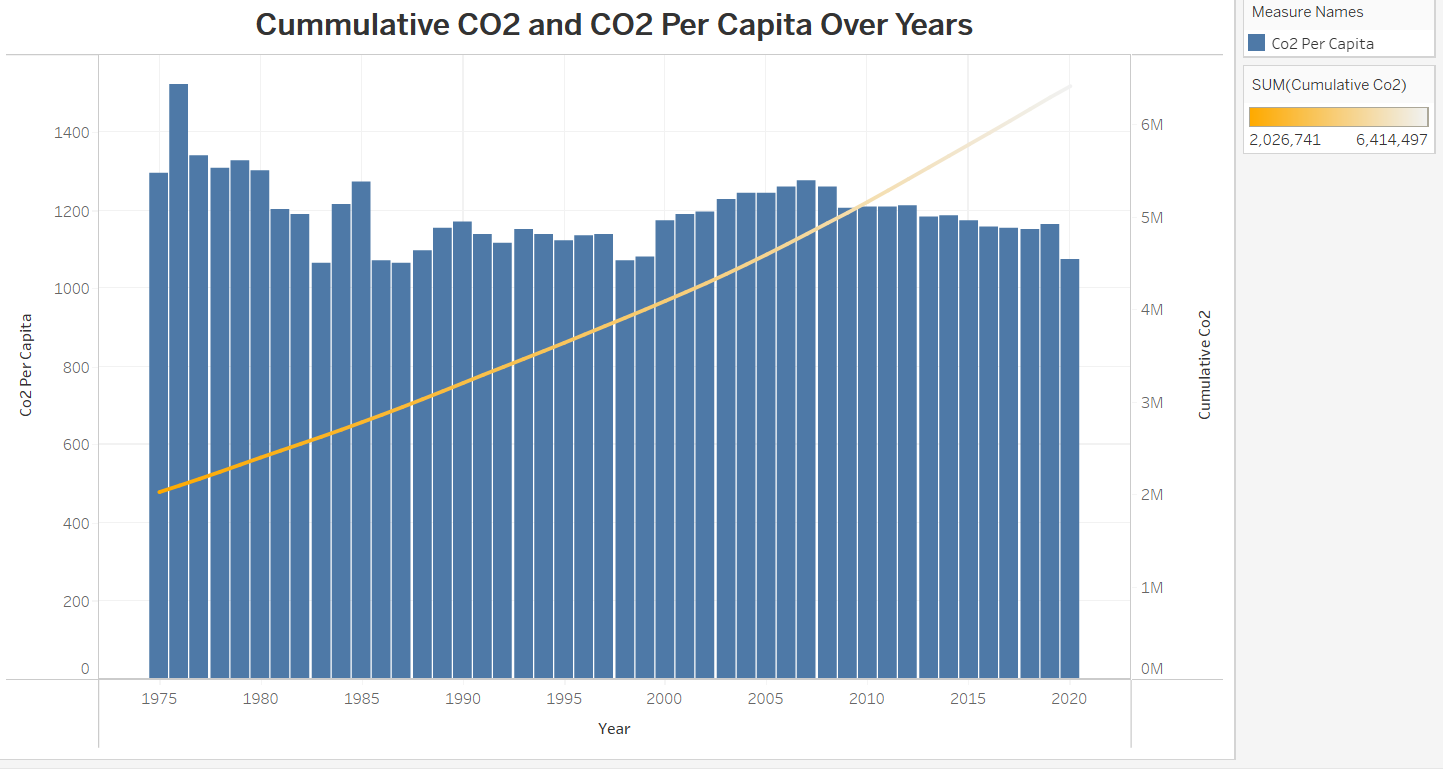 Cummulative CO2 and CO2 Per Capita Over Years
Measure Names
Co2 Per Capita
SUM(Cumulative Co2)
2,026,741 6,414,497
Co2 Per Capita
1400
1200
1000
800
600
400
200
0
6M
5M
4M
3M
2M
1M
0M
Cumulative Co2
1975 1980 1985 1990 1995 2000 2005 2010 2015 2020
Year